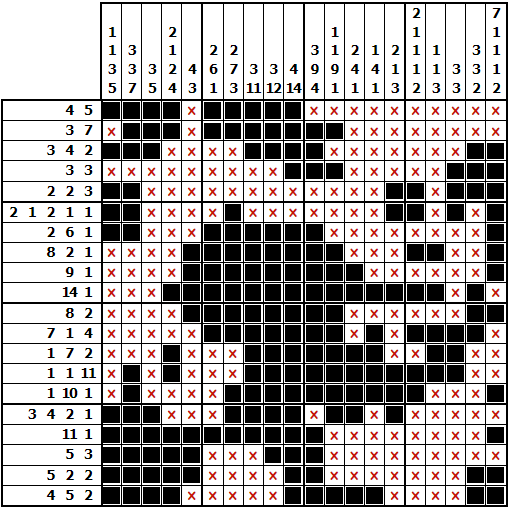 2 7
1 2 1 1 1
1 3 1 2 2 3 1 2 1 2 1 1 3 1
3 3 3 2 4 6 7 3 3 4 9 9 4 4 1 1 1 3 3 1
5 7 5 4 3 1 3 11 12 14 4 1 1 1 3 2 3 3 2 2
4 5
3 7
3 4 2
3 3
2 2 3
2 1 2 1 1
2 6 1
8 2 1
9 1
14 1
8 2
7 1 4
1 7 2
1 1 11
1 10 1
3 4 2 1
11 1
5 3
5 2 2
4 5 2